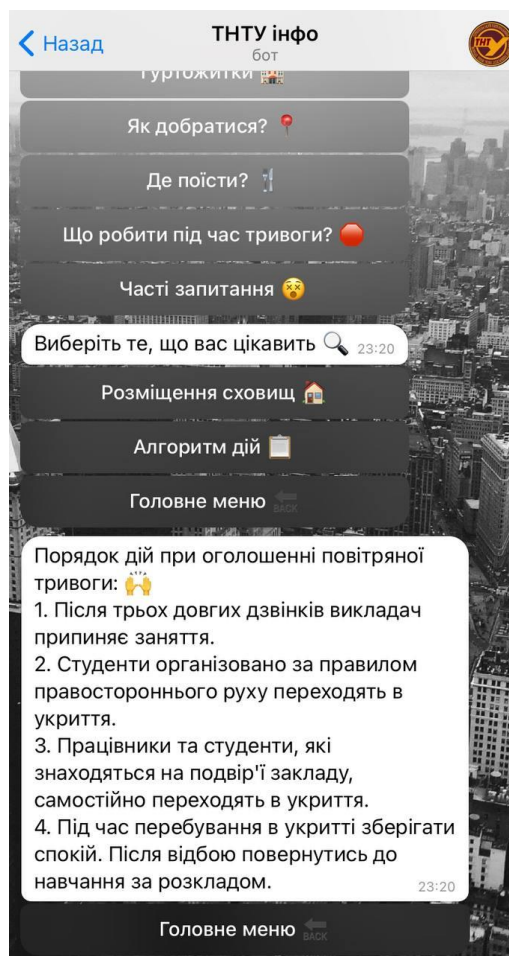 Назад
ТНТУ інфо
бот
ТНТ
Гуртожитки
Як добратися?
Де поїсти?
Що робити під час тривоги?
Часті запитання
Виберіть те, що вас цікавить 23:20
Розміщення сховищ
Алгоритм дій
Головне меню BACK
Порядок дій при оголошенні повітряної
тривоги:
1. Після трьох довгих дзвінків викладач
припиняє заняття.
2. Студенти організовано за правилом
правостороннього руху переходять в
укриття.
3. Працівники та студенти, які
знаходяться на подвір'ї закладу,
самостійно переходять в укриття.
4. Під час перебування в укритті зберігати
спокій. Після відбою повернутись до
навчання за розкладом. 23:20
Головне меню BACK